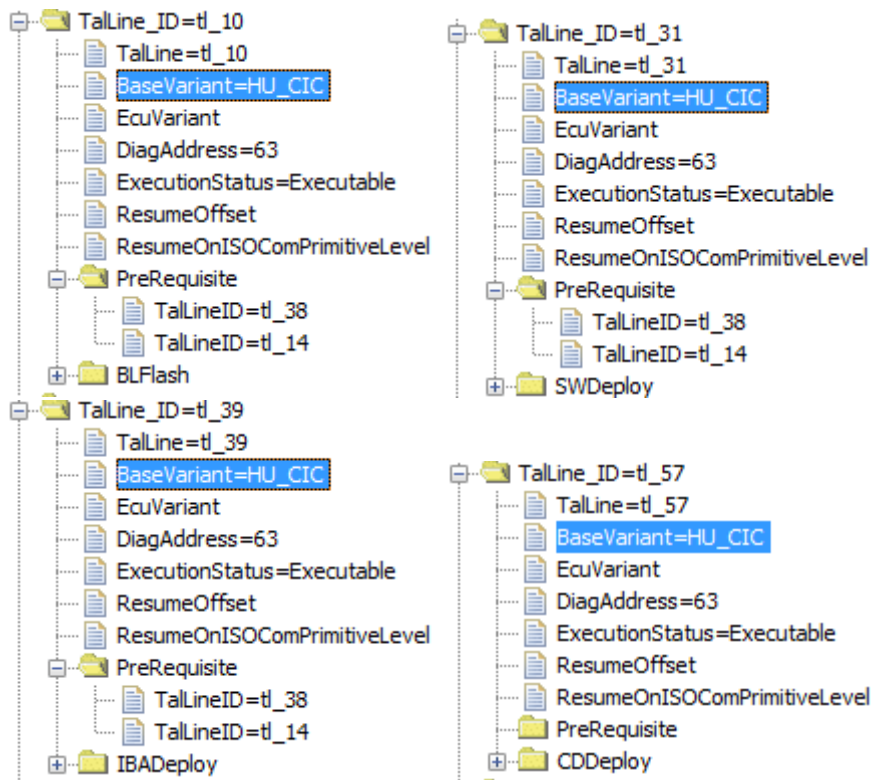 TalLine_ID=tl_10
TalLine=tl_10
BaseVariant=HU_CIC
EcuVariant
DiagAddress=63
ExecutionStatus=Executable
ResumeOffset
ResumeOnISOComPrimitiveLevel
PreRequisite
TalLineID=tl_38
TalLineID=tl_14
BLFlash
TalLine_ID=tl_39
TalLine=tl_39
BaseVariant=HU_CIC
EcuVariant
DiagAddress=63
ExecutionStatus=Executable
ResumeOffset
ResumeOnISOComPrimitiveLevel
PreRequisite
TalLineID=tl_38
TalLineID=tl_14
IBADeploy
TalLine_ID=tl_31
TalLine=tl_31
BaseVariant=HU_CIC
EcuVariant
DiagAddress=63
ExecutionStatus=Executable
ResumeOffset
ResumeOnISOComPrimitiveLevel
PreRequisite
TalLineID=tl_38
TalLineID=tl_14
SWDeploy
TalLine_ID=tl_57
TalLine=tl_57
BaseVariant=HU_CIC
EcuVariant
DiagAddress=63
ExecutionStatus=Executable
ResumeOffset
ResumeOnISOComPrimitiveLevel
PreRequisite
CDDeploy